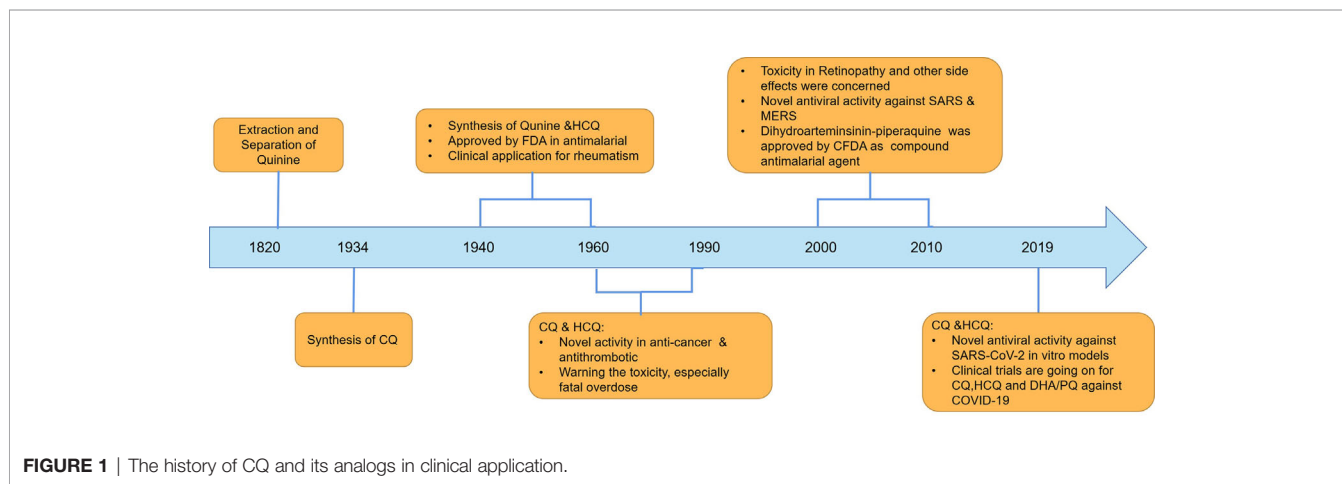 Extraction and
Separation of
Quinine
• Synthesis of Qunine &HCQ
• Approved by FDA in antimalarial
• Clinical application for rheumatism
• Toxicity in Retinopathy and other side
effects were concerned
• Novel antiviral activity against SARS &
MERS
• Dihydroarteminsinin-piperaquine was
approved by CFDA as compound
antimalarial agent
1820 1934 1940 1960 1990 2000 2010 2019
Synthesis of CQ
CQ & HCQ:
• Novel activity in anti-cancer &
antithrombotic
• Warning the toxicity, especially
fatal overdose
CQ &HCQ:
• Novel antiviral activity against
SARS-CoV-2 in vitro models
• Clinical trials are going on for
CQ,HCQ and DHA/PQ against
COVID-19
FIGURE 1 | The history of CQ and its analogs in clinical application.